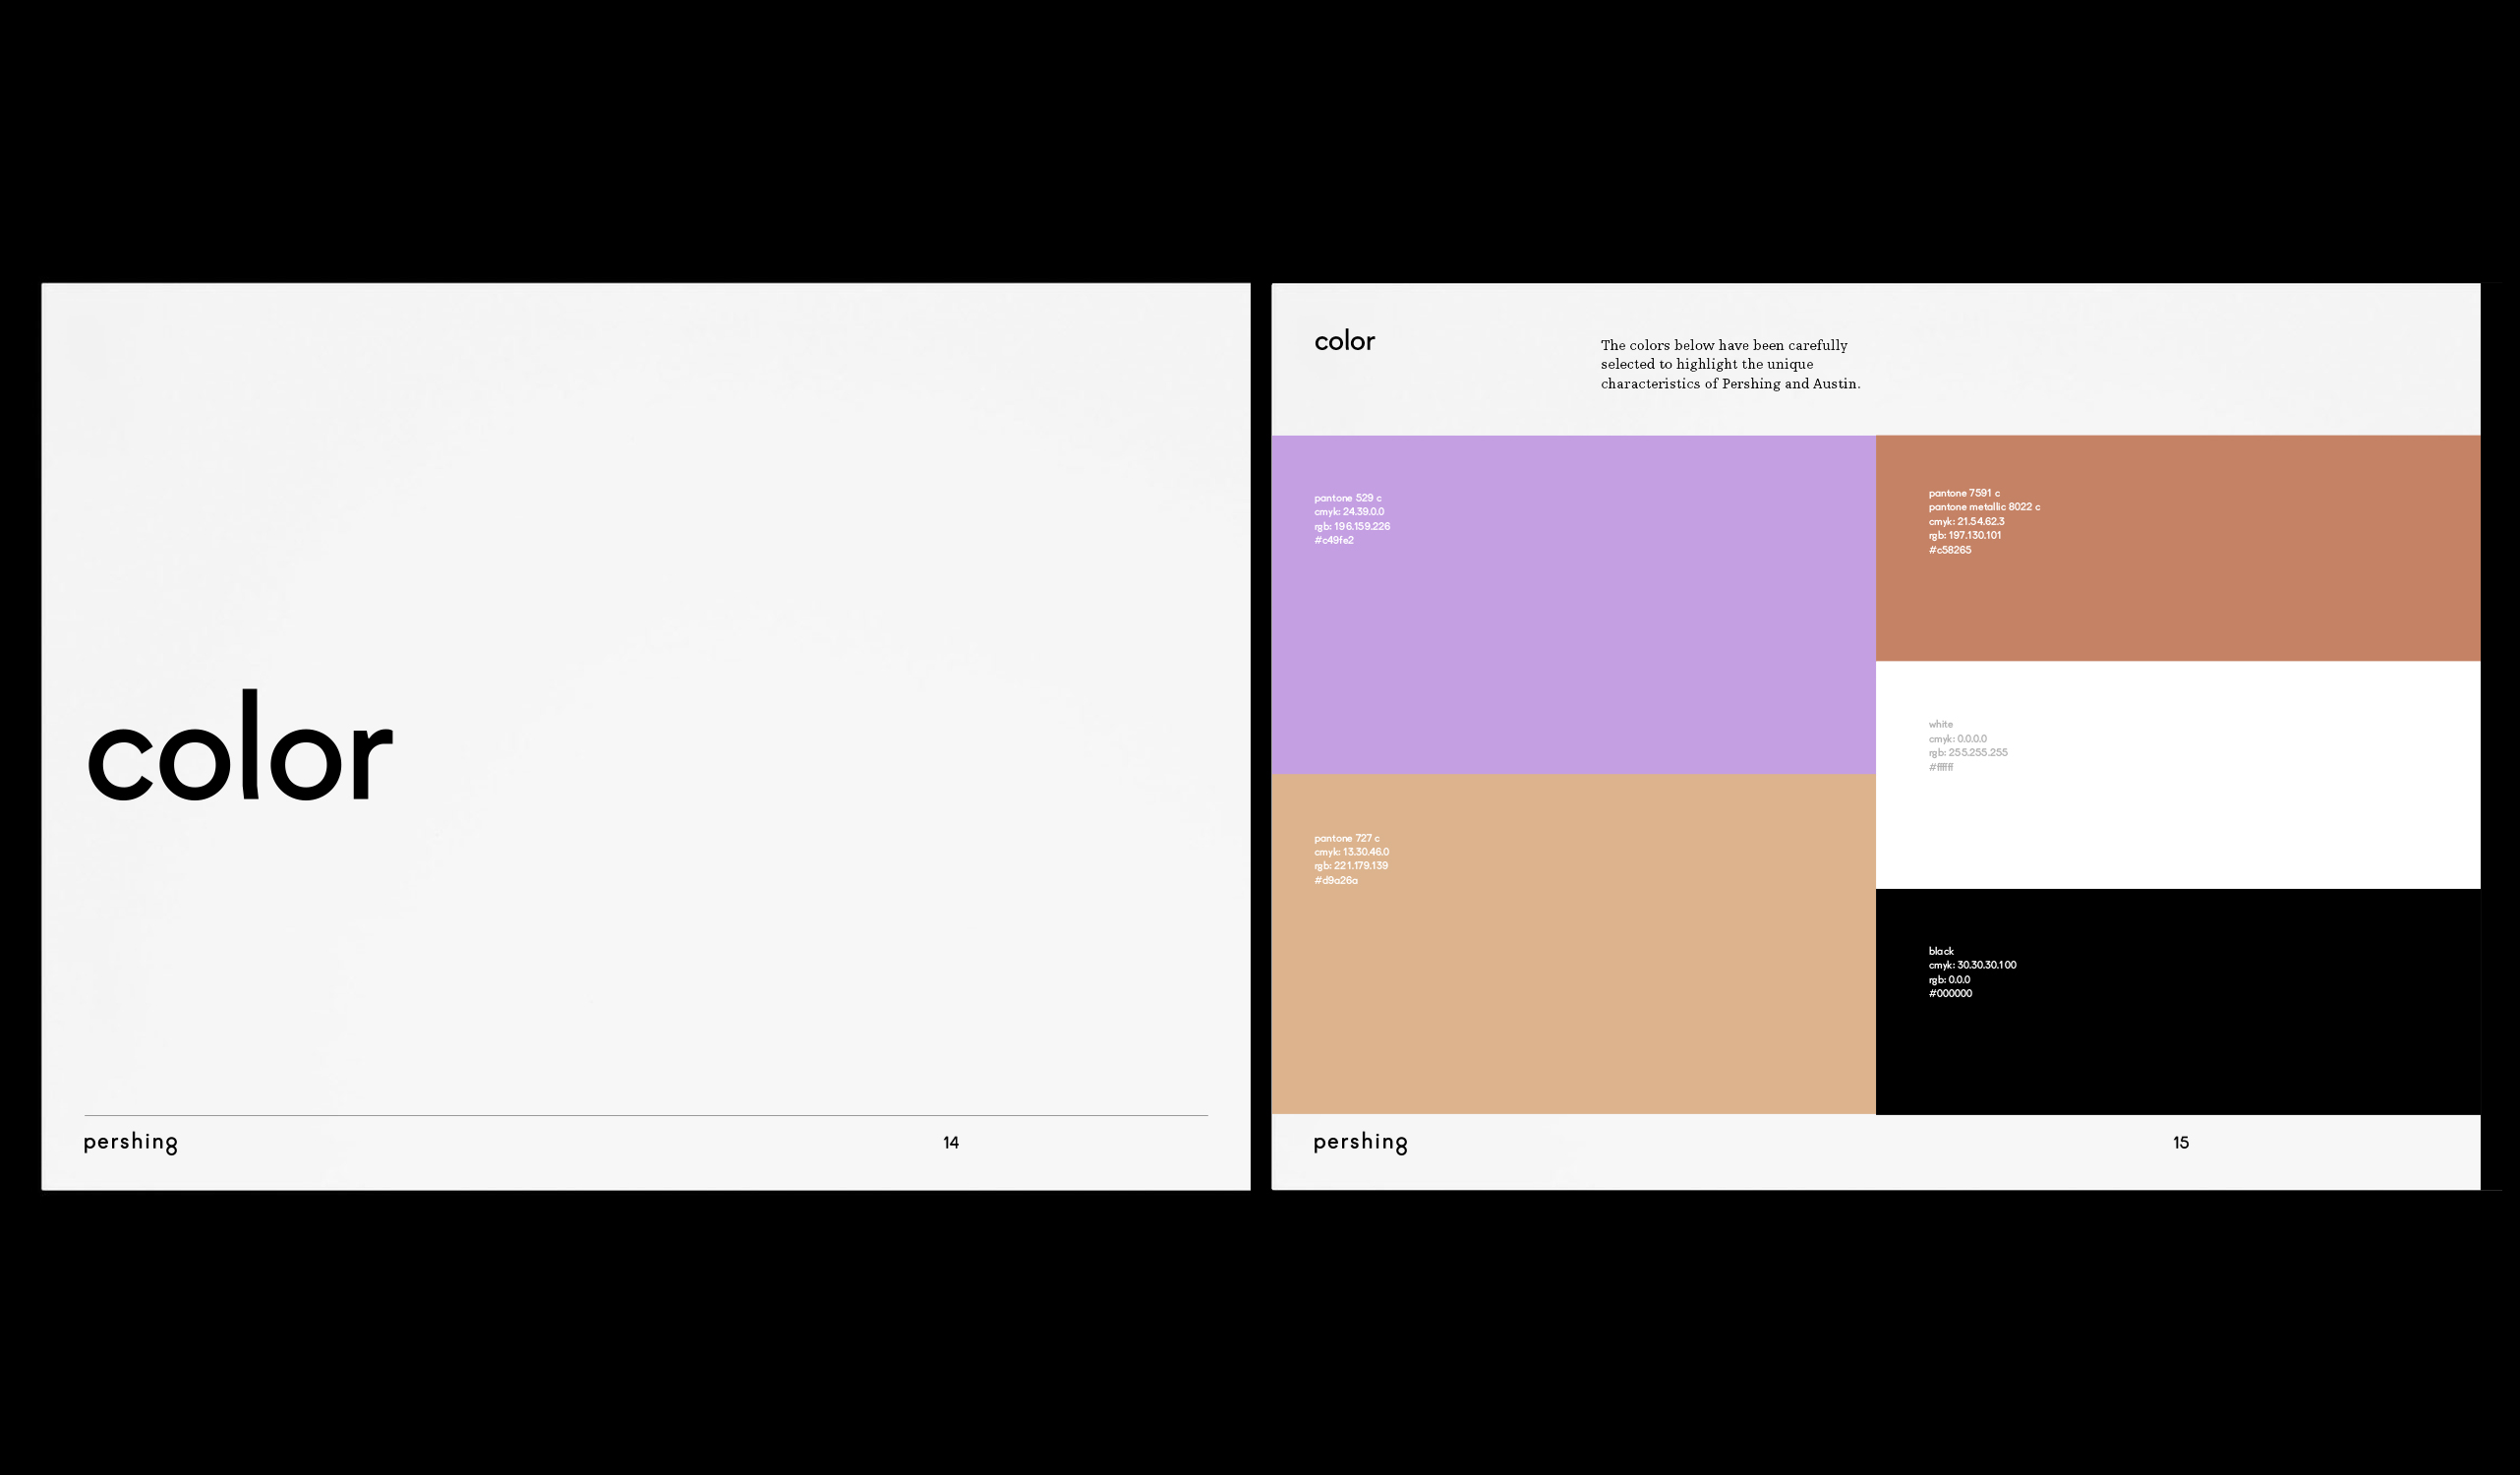 color
pershing
14
color
The colors below have been carefully
selected to highlight the unique
characteristics of Pershing and Austin.
pantone 529 c
cmyk: 24.39.0.0
rgb: 196.159.226
#c49fe2
pantone 727 c
cmyk: 13.30.46.0
rgb: 221.179.139
#d9a26a
pantone 7591 c
pantone metallic 8022 c
cmyk: 21.54.62.3
rgb: 197.130.101
#c58265
white
cmyk: 0.0.0.0
rgb: 255.255.255
#ffffff
black
cmyk: 30.30.30.100
rgb: 0.0.0
#000000
pershing
15